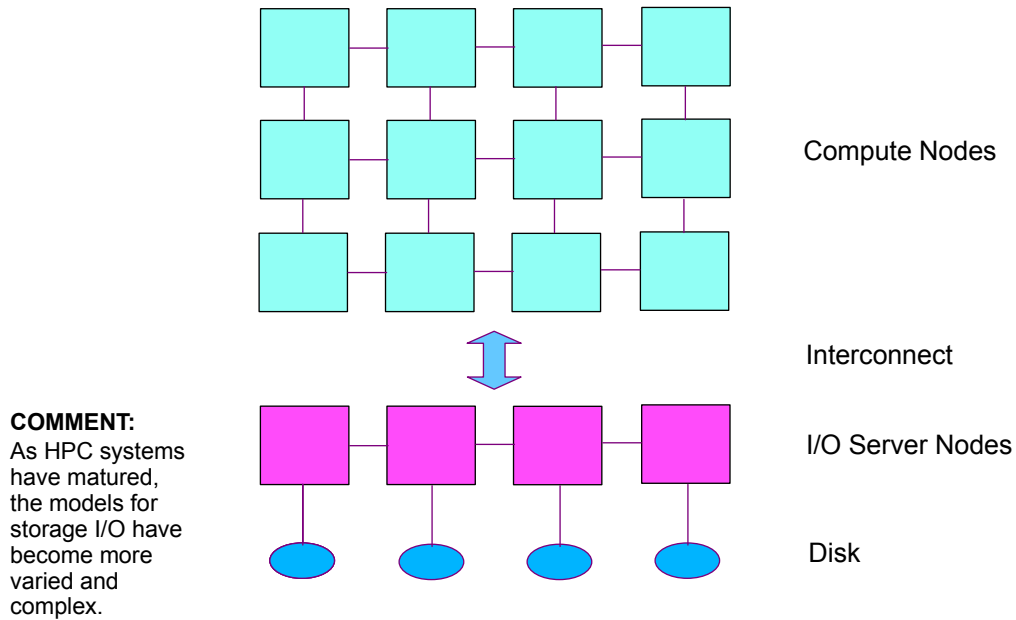 Compute Nodes
Interconnect
I/O Server Nodes
Disk
COMMENT:
As HPC systems
have matured,
the models for
storage I/O have
become more
varied and
complex.